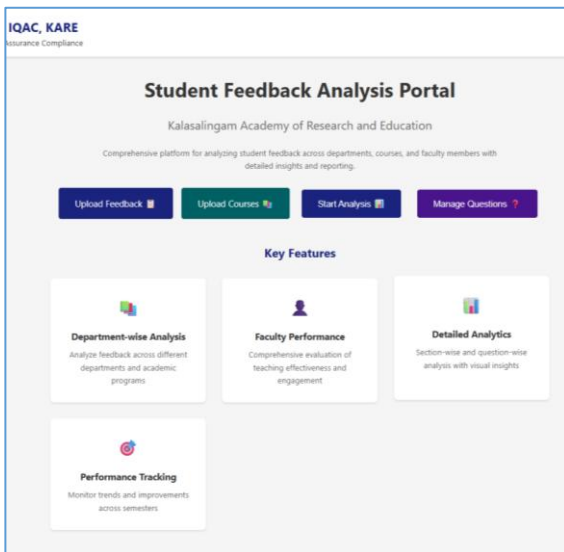 IQAC, KARE
Assurance Compliance
Student Feedback Analysis Portal
Kalasalingam Academy of Research and Education
Comprehensive platform for analyzing student feedback across departments, courses, and faculty members with
detailed insights and reporting.
Upload Feedback
Upload Courses
Start Analysis
Manage Questions ❓
Key Features
Department-wise Analysis
Analyze feedback across different
departments and academic
programs
Faculty Performance
Comprehensive evaluation of
teaching effectiveness and
engagement
Detailed Analytics
Section-wise and question-wise
analysis with visual insights
Performance Tracking
Monitor trends and improvements
across semesters